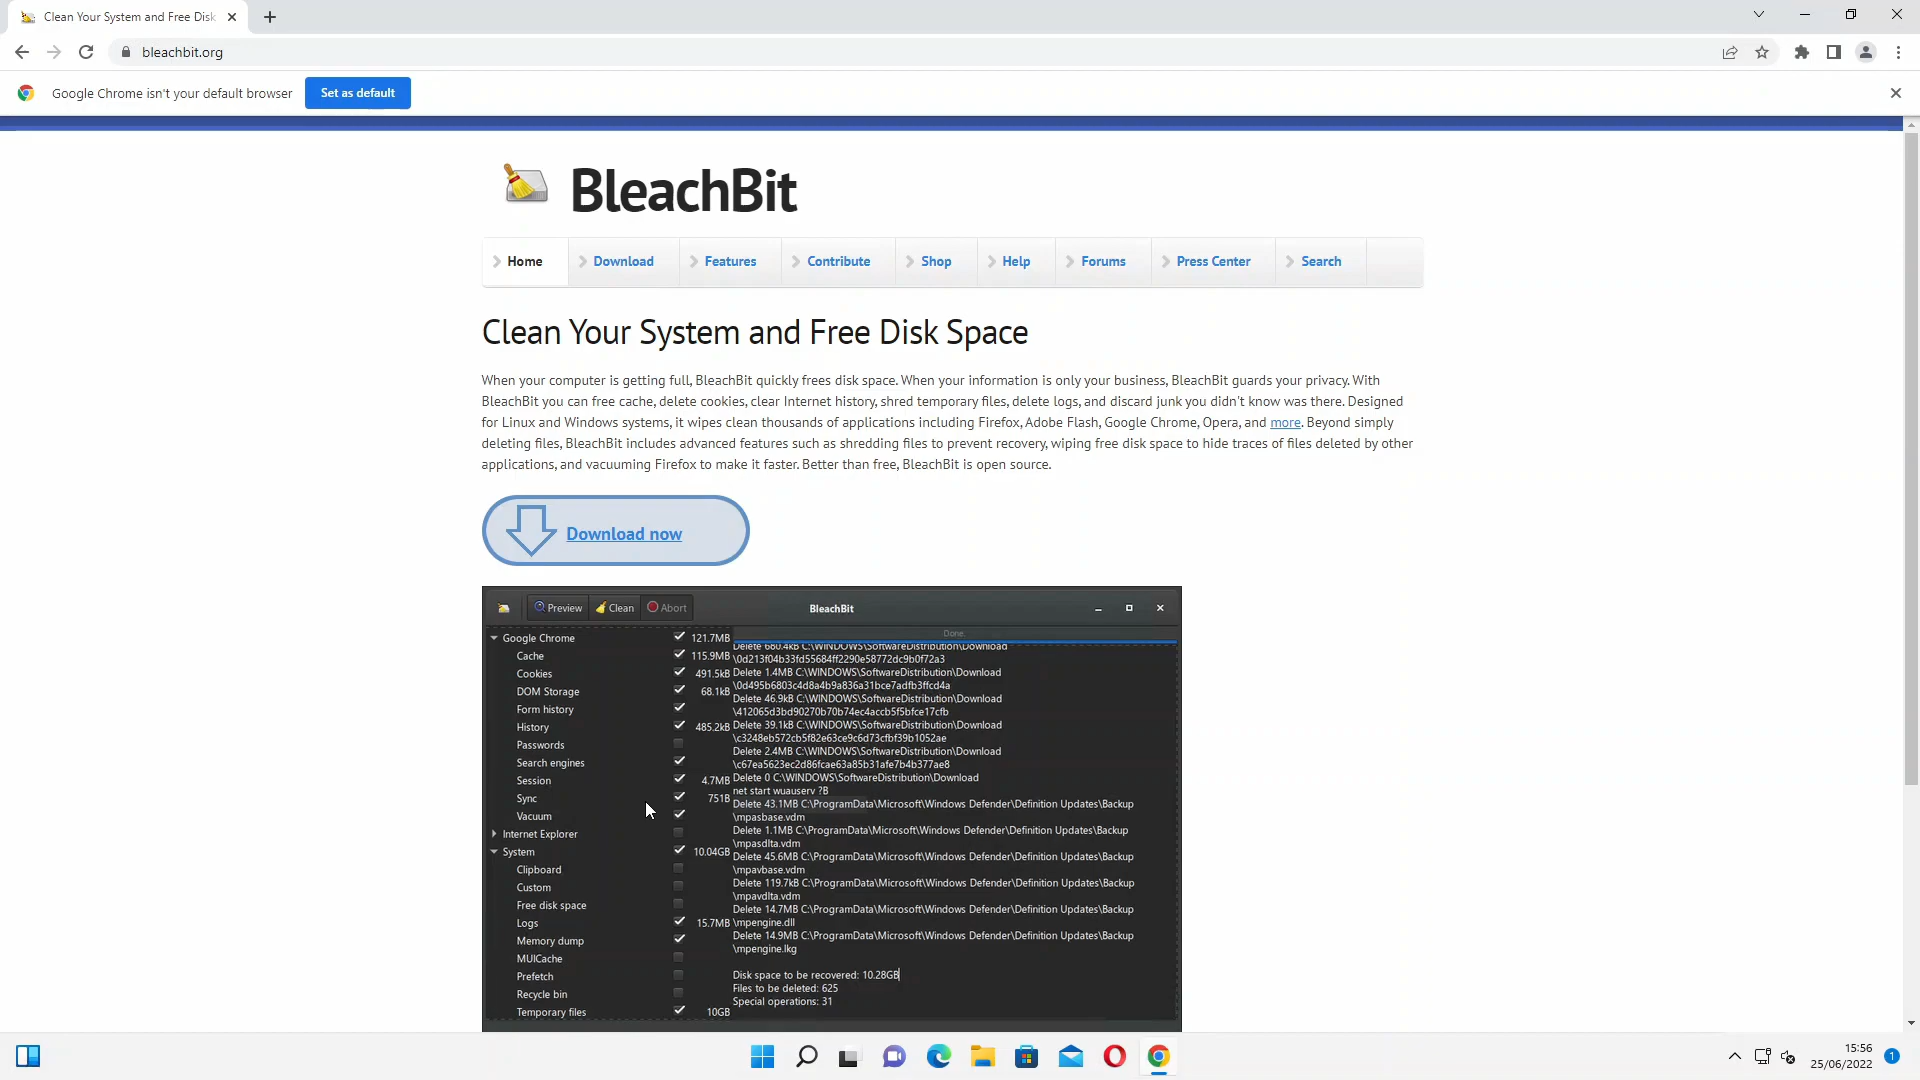 Clean Your System and Free Disk
bleachbit.org
Google Chrome isn't your default browser
Set as default
BleachBit
Home
Download
Features
Contribute
Shop
Help
Forums
Press Center
Search
Clean Your System and Free Disk Space
When your computer is getting full, BleachBit quickly frees disk space. When your information is only your business, BleachBit guards your privacy. With
BleachBit you can free cache, delete cookies, clear Internet history, shred temporary files, delete logs, and discard junk you didn't know was there. Designed
for Linux and Windows systems, it wipes clean thousands of applications including Firefox, Adobe Flash, Google Chrome, Opera, and more. Beyond simply
deleting files, BleachBit includes advanced features such as shredding files to prevent recovery, wiping free disk space to hide traces of files deleted by other
applications, and vacuuming Firefox to make it faster. Better than free, BleachBit is open source.
Download now
Preview
Clean
Abort
BleachBit
Google Chrome 121.7MB
Cache 115.9MB
Cookies 491.5kB
DOM Storage 68.1kB
Form history
History 485.2kB
Passwords
Search engines
Session 4.7MB
Sync 751B
Vacuum
Internet Explorer
System 10.04GB
Clipboard
Custom
Free disk space
Logs 15.7MB
Memory dump
MUICache
Prefetch
Recycle bin
Temporary files 10GB
Done.
Delete 680.4kB C:\WINDOWS\SoftwareDistribution\Download
\0d213f04b33fd55684ff2290e58772dc9b0f72a3
Delete 1.4MB C:\WINDOWS\SoftwareDistribution\Download
\0d495b6803c4d8a4b9a836a31bce7adfb3ffcd4a
Delete 46.9kB C:\WINDOWS\SoftwareDistribution\Download
\412065d3bd90270b70b74ec4accb5f5bfce17cfb
Delete 39.1kB C:\WINDOWS\SoftwareDistribution\Download
\c3248eb572cb5f82e63ce9c6d73cfbf39b1052ae
Delete 2.4MB C:\WINDOWS\SoftwareDistribution\Download
\c67ea5623ec2d86fcae63a85b31afe7b4b377ae8
Delete 0 C:\WINDOWS\SoftwareDistribution\Download
net start wuauserv ?B
Delete 43.1MB C:\ProgramData\Microsoft\Windows Defender\Definition Updates\Backup
\mpasbase.vdm
Delete 1.1MB C:\ProgramData\Microsoft\Windows Defender\Definition Updates\Backup
\mpasdlta.vdm
Delete 45.6MB C:\ProgramData\Microsoft\Windows Defender\Definition Updates\Backup
\mpavbase.vdm
Delete 119.7kB C:\ProgramData\Microsoft\Windows Defender\Definition Updates\Backup
\mpavdlta.vdm
Delete 14.7MB C:\ProgramData\Microsoft\Windows Defender\Definition Updates\Backup
\mpengine.dll
Delete 14.9MB C:\ProgramData\Microsoft\Windows Defender\Definition Updates\Backup
\mpengine.lkg
Disk space to be recovered: 10.28GB
Files to be deleted: 625
Special operations: 31
15:56
25/06/2022
1